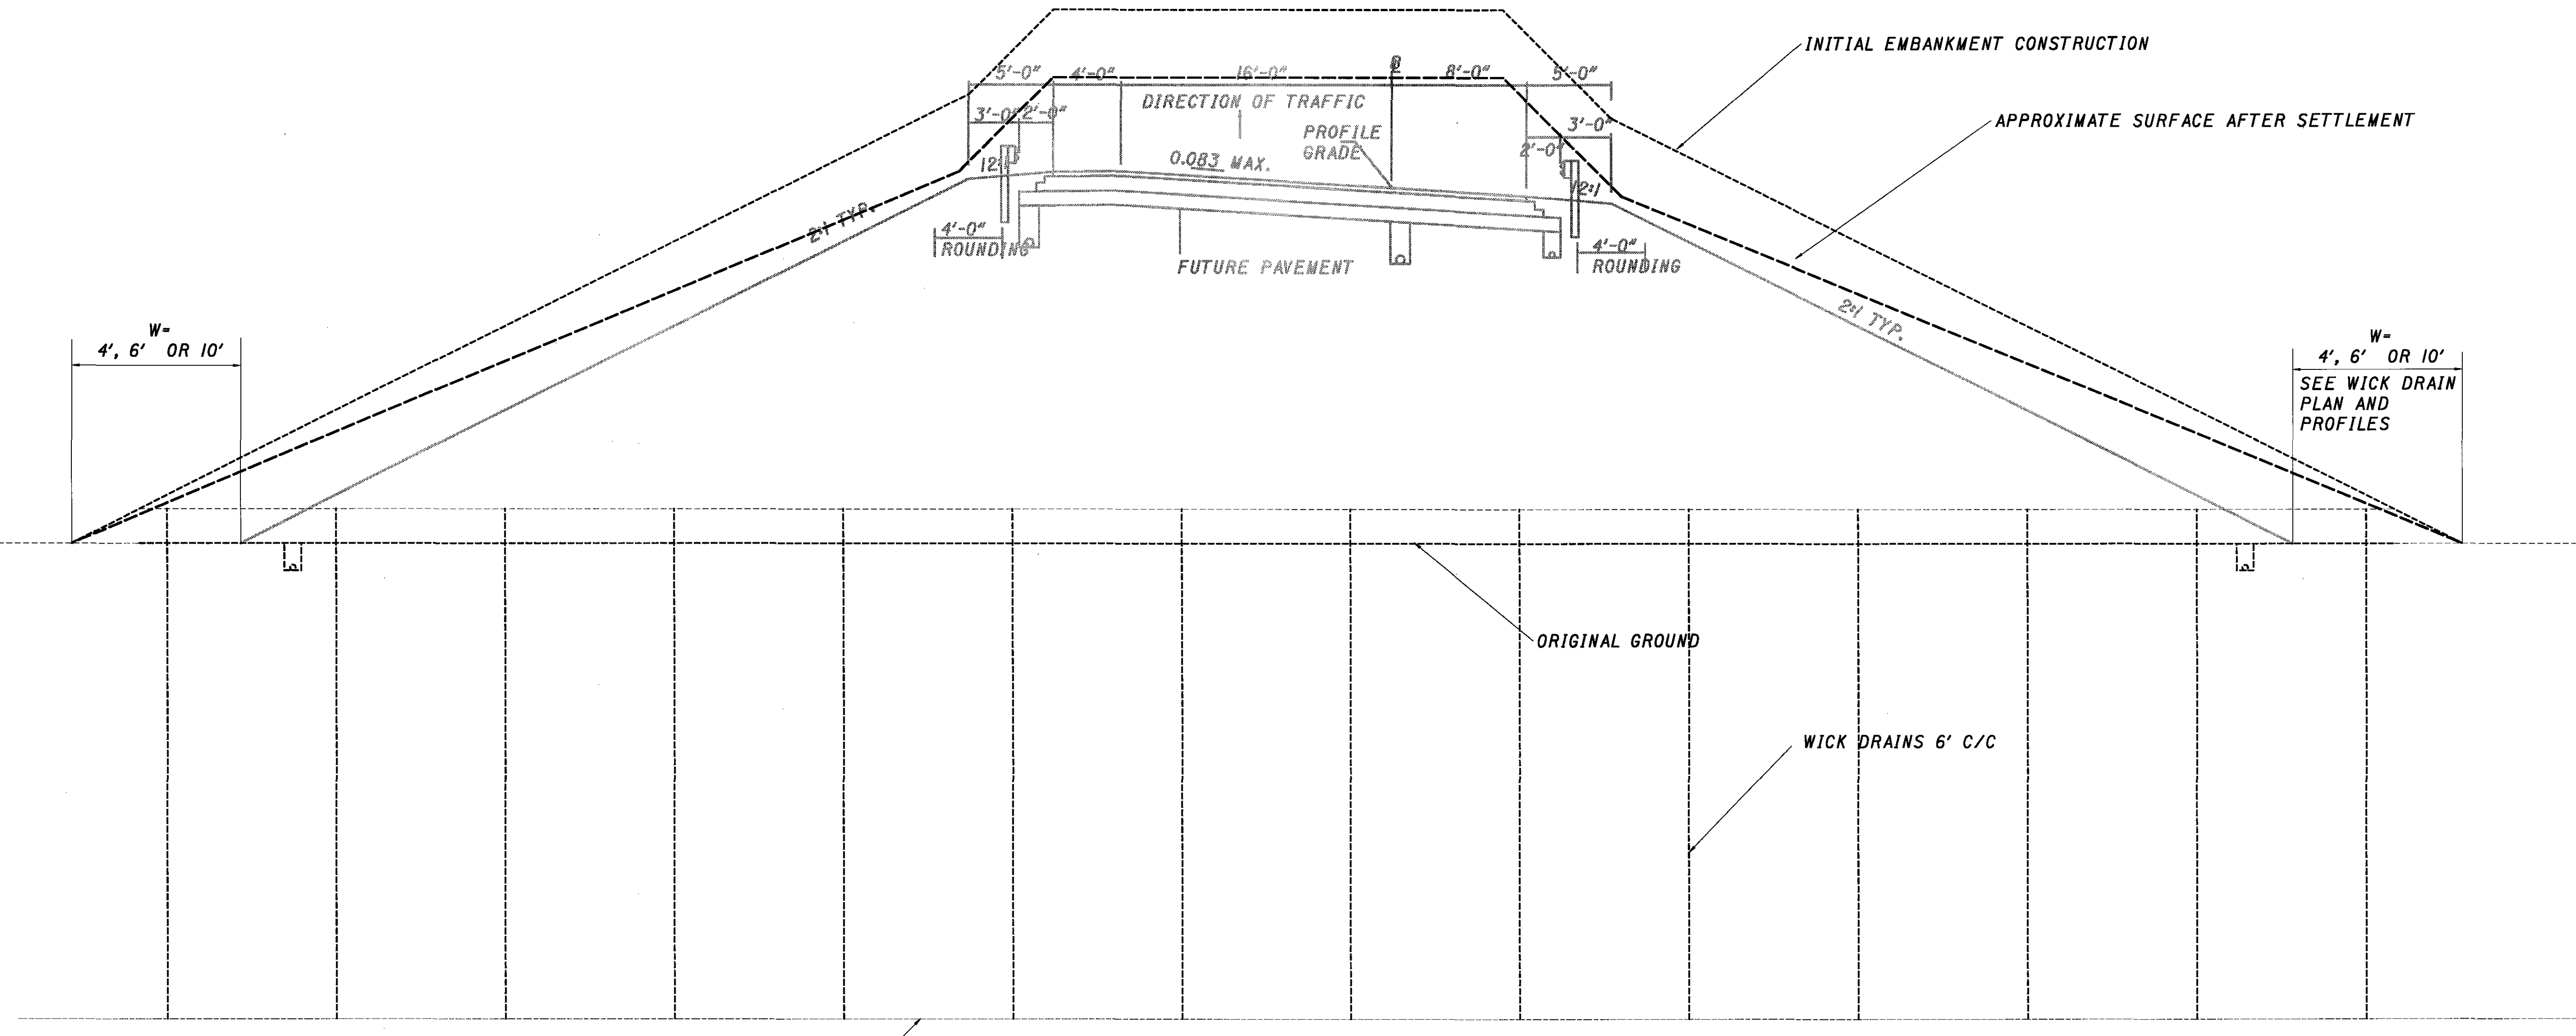 INITIAL EMBANKMENT CONSTRUCTION
5'-0" 4'-0" 16'-0" 8'-0" 5'-0"
DIRECTION OF TRAFFIC
3'-0" 2'-0"
APPROXIMATE SURFACE AFTER SETTLEMENT
3'-0"
PROFILE
GRADE
2'-0"
0.083 MAX.
12:1
2:1 TYP.
4'-0"
ROUNDING
4'-0"
ROUNDING
FUTURE PAVEMENT
2:1 TYP.
W=
4', 6' OR 10'
W=
4', 6' OR 10'
SEE WICK DRAIN
PLAN AND
PROFILES
ORIGINAL GROUND
WICK DRAINS 6' C/C